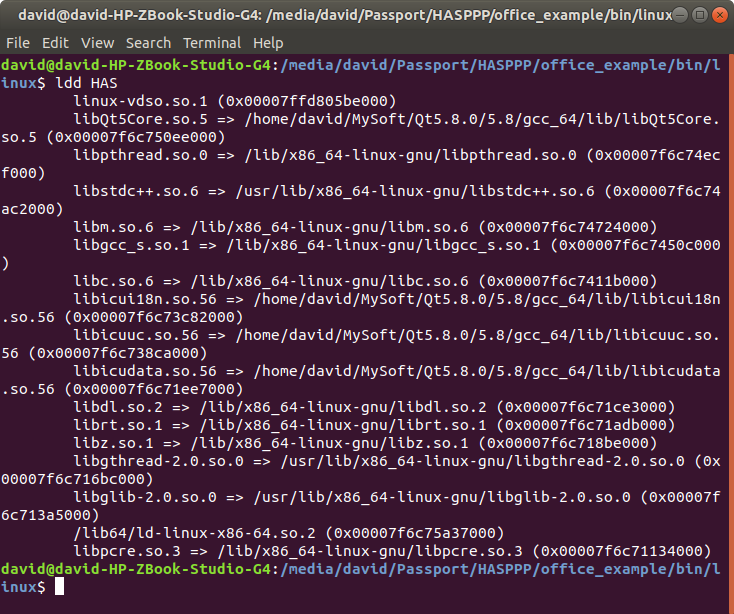 david@david-HP-ZBook-Studio-G4: /media/david/Passport/HASPPP/office_example/bin/linux
File Edit View Search Terminal Help
david@david-HP-ZBook-Studio-G4:/media/david/Passport/HASPPP/office_example/bin/l
inux$ ldd HAS
linux-vdso.so.1 (0x00007ffd805be000)
libQt5Core.so.5 => /home/david/MySoft/Qt5.8.0/5.8/gcc_64/lib/libQt5Core.
so.5 (0x00007f6c750ee000)
libpthread.so.0 => /lib/x86_64-linux-gnu/libpthread.so.0 (0x00007f6c74ec
f000)
libstdc++.so.6 => /usr/lib/x86_64-linux-gnu/libstdc++.so.6 (0x00007f6c74
ac2000)
libm.so.6 => /lib/x86_64-linux-gnu/libm.so.6 (0x00007f6c74724000)
libgcc_s.so.1 => /lib/x86_64-linux-gnu/libgcc_s.so.1 (0x00007f6c7450c000
)
libc.so.6 => /lib/x86_64-linux-gnu/libc.so.6 (0x00007f6c7411b000)
libicui18n.so.56 => /home/david/MySoft/Qt5.8.0/5.8/gcc_64/lib/libicui18n
.so.56 (0x00007f6c73c82000)
libicuuc.so.56 => /home/david/MySoft/Qt5.8.0/5.8/gcc_64/lib/libicuuc.so.
56 (0x00007f6c738ca000)
libicudata.so.56 => /home/david/MySoft/Qt5.8.0/5.8/gcc_64/lib/libicudata
.so.56 (0x00007f6c71ee7000)
libdl.so.2 => /lib/x86_64-linux-gnu/libdl.so.2 (0x00007f6c71ce3000)
librt.so.1 => /lib/x86_64-linux-gnu/librt.so.1 (0x00007f6c71adb000)
libz.so.1 => /lib/x86_64-linux-gnu/libz.so.1 (0x00007f6c718be000)
libgthread-2.0.so.0 => /usr/lib/x86_64-linux-gnu/libgthread-2.0.so.0 (0x
00007f6c716bc000)
libglib-2.0.so.0 => /usr/lib/x86_64-linux-gnu/libglib-2.0.so.0 (0x00007f
6c713a5000)
/lib64/ld-linux-x86-64.so.2 (0x00007f6c75a37000)
libpcre.so.3 => /lib/x86_64-linux-gnu/libpcre.so.3 (0x00007f6c71134000)
david@david-HP-ZBook-Studio-G4:/media/david/Passport/HASPPP/office_example/bin/l
inux$